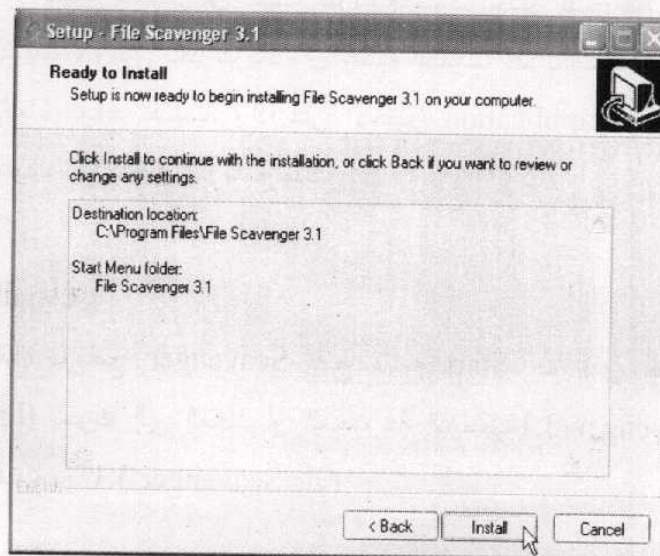 Setup - File Scavenger 3.1
Ready to Install
Setup is now ready to begin installing File Scavenger 3.1 on your computer.
Click Install to continue with the installation, or click Back if you want to review or
change any settings.
Destination location:
C:\Program Files\File Scavenger 3.1
Start Menu folder:
File Scavenger 3.1
< Back
Install
Cancel